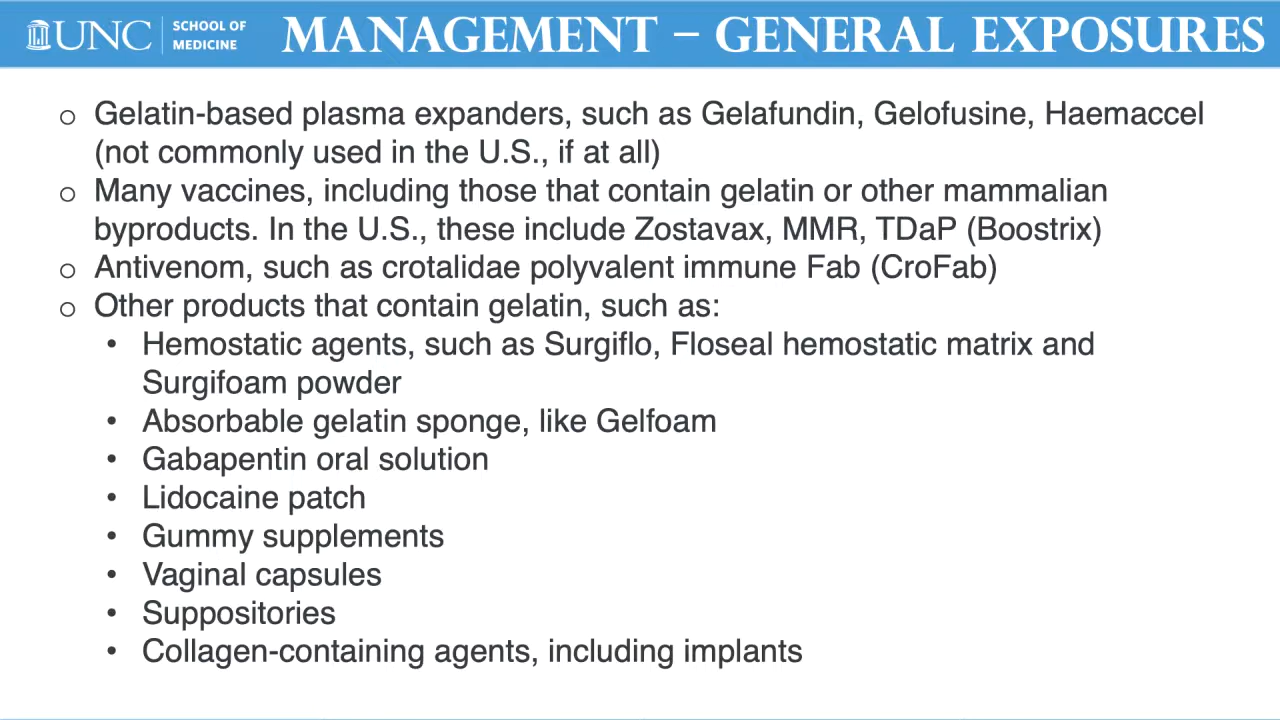 UNC SCHOOL OF MEDICINE
MANAGEMENT – GENERAL EXPOSURES
o Gelatin-based plasma expanders, such as Gelafundin, Gelofusine, Haemaccel
(not commonly used in the U.S., if at all)
o Many vaccines, including those that contain gelatin or other mammalian
byproducts. In the U.S., these include Zostavax, MMR, TDaP (Boostrix)
o Antivenom, such as crotalidae polyvalent immune Fab (CroFab)
o Other products that contain gelatin, such as:
• Hemostatic agents, such as Surgiflo, Floseal hemostatic matrix and
Surgifoam powder
• Absorbable gelatin sponge, like Gelfoam
• Gabapentin oral solution
• Lidocaine patch
• Gummy supplements
• Vaginal capsules
• Suppositories
• Collagen-containing agents, including implants